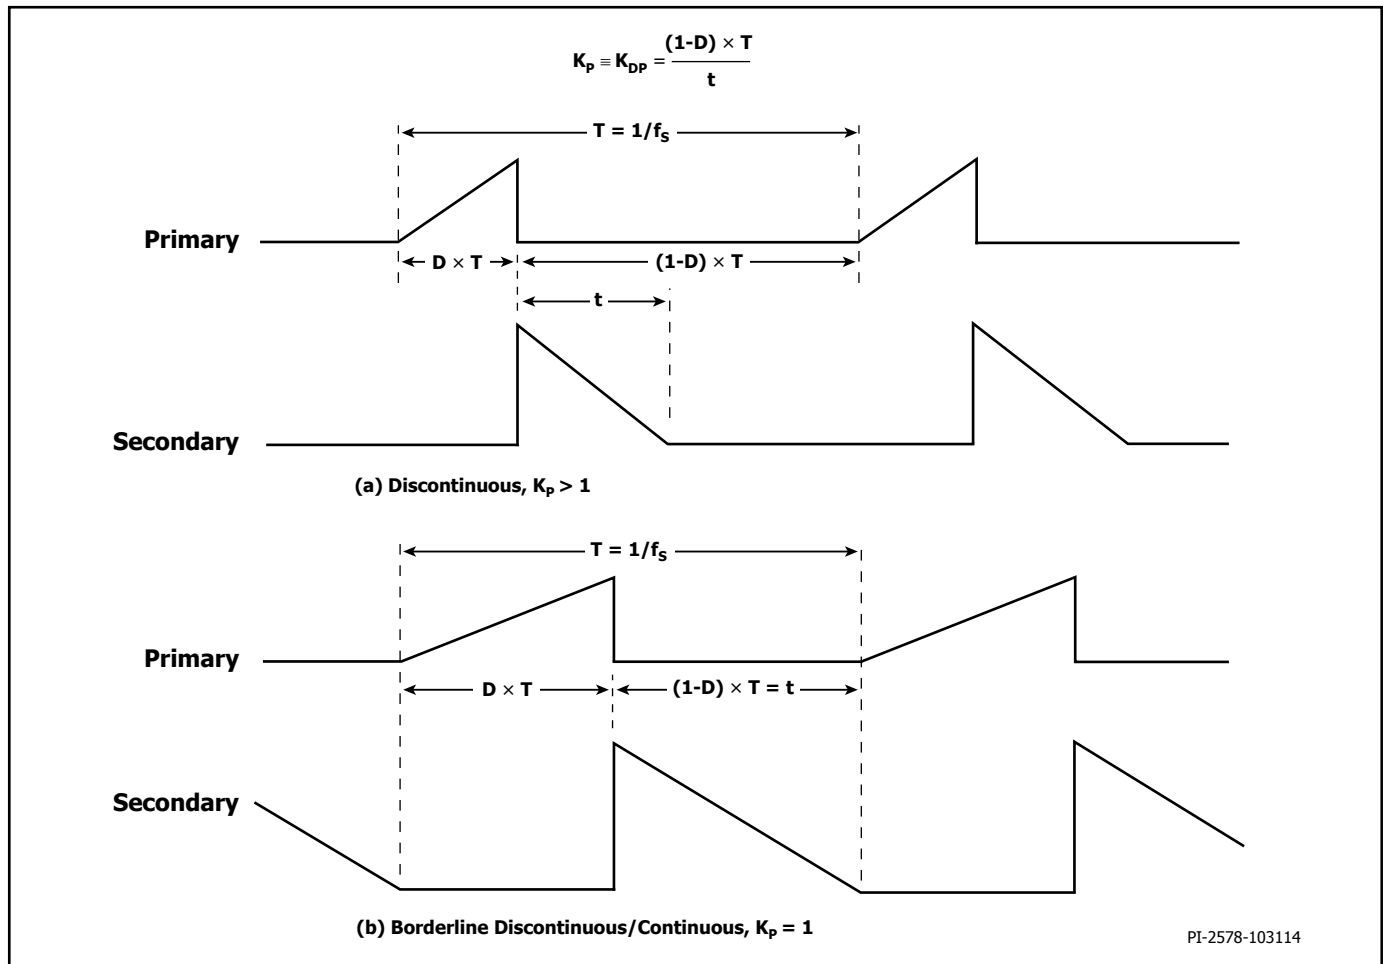 K_P ≡ K_DP = (1-D) × T / t
T = 1/f_S
Primary
D × T
(1-D) × T
t
Secondary
(a) Discontinuous, K_P > 1
T = 1/f_S
Primary
D × T
(1-D) × T = t
Secondary
(b) Borderline Discontinuous/Continuous, K_P = 1
PI-2578-103114